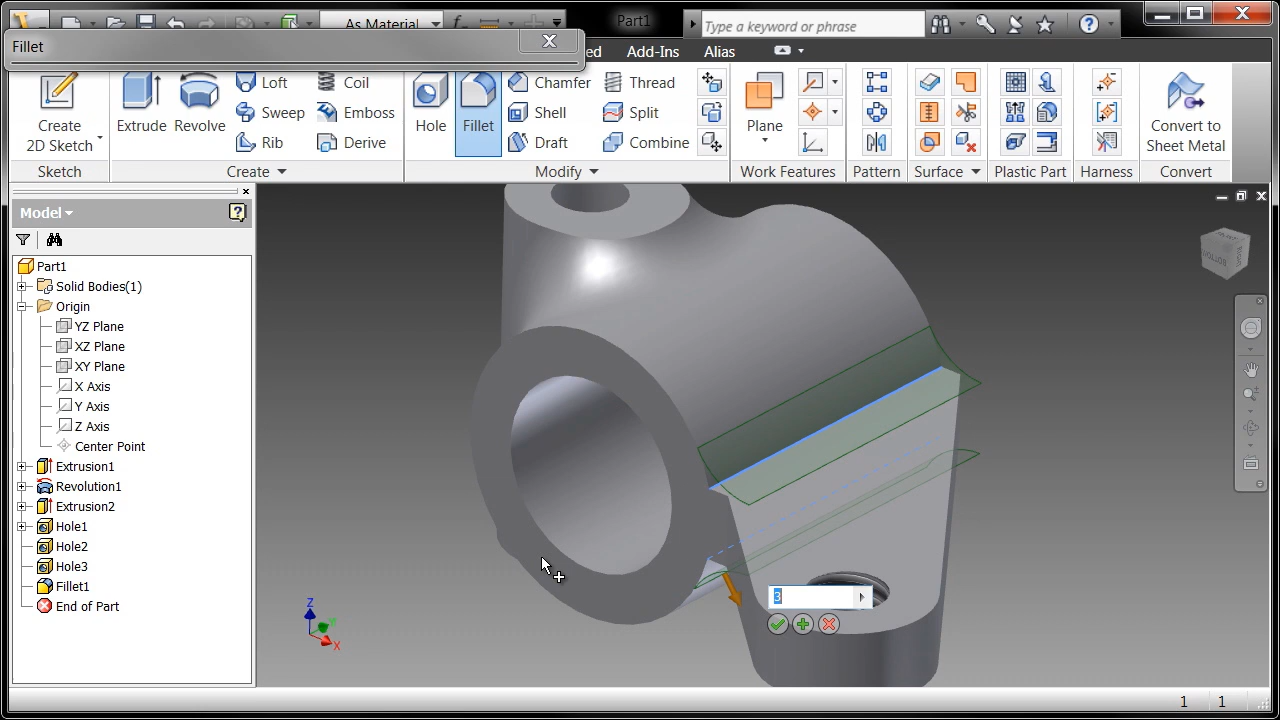 As Material
Part1
Type a keyword or phrase
Fillet
Add-Ins
Alias
Create
2D Sketch
Extrude
Revolve
Loft
Sweep
Rib
Coil
Emboss
Derive
Hole
Fillet
Chamfer
Shell
Draft
Thread
Split
Combine
Plane
Convert to
Sheet Metal
Sketch
Create
Modify
Work Features
Pattern
Surface
Plastic Part
Harness
Convert
Model
Part1
Solid Bodies(1)
Origin
YZ Plane
XZ Plane
XY Plane
X Axis
Y Axis
Z Axis
Center Point
Extrusion1
Revolution1
Extrusion2
Hole1
Hole2
Hole3
Fillet1
End of Part
3
Z
X
1 1